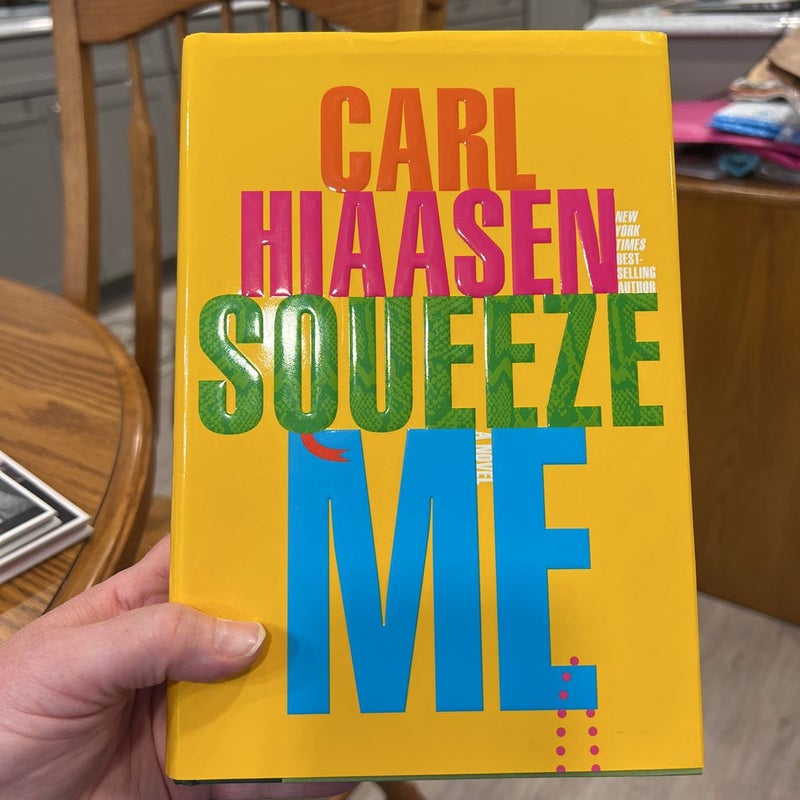 CARL
HIAASEN
NEW
YORK
TIMES
BEST-
SELLING
AUTHOR
SQUEEZE
ME
A NOVEL